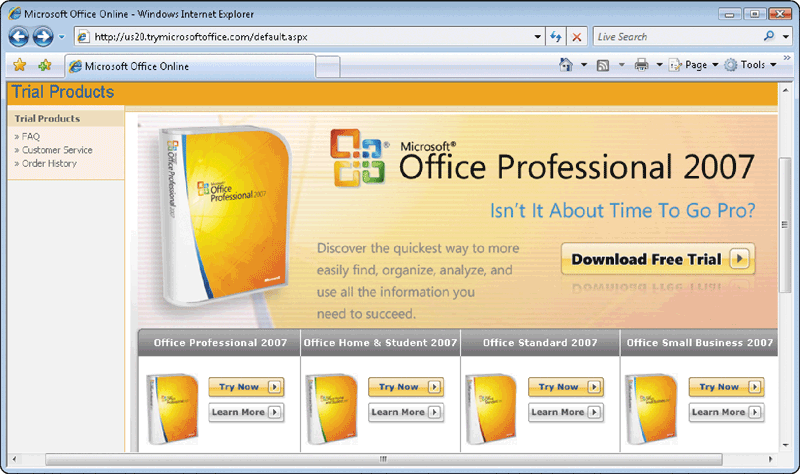 Microsoft Office Online - Windows Internet Explorer
http://us20.trymicrosoftoffice.com/default.aspx
Live Search
Microsoft Office Online
Page
Tools
Trial Products
Trial Products
» FAQ
» Customer Service
» Order History
Microsoft®
Office Professional 2007
Isn't It About Time To Go Pro?
Discover the quickest way to more
easily find, organize, analyze, and
use all the information you
need to succeed.
Download Free Trial
Office
Professional 2007
Microsoft
Office Professional 2007
Office Home & Student 2007
Office Standard 2007
Office Small Business 2007
Try Now
Try Now
Try Now
Try Now
Learn More
Learn More
Learn More
Learn More